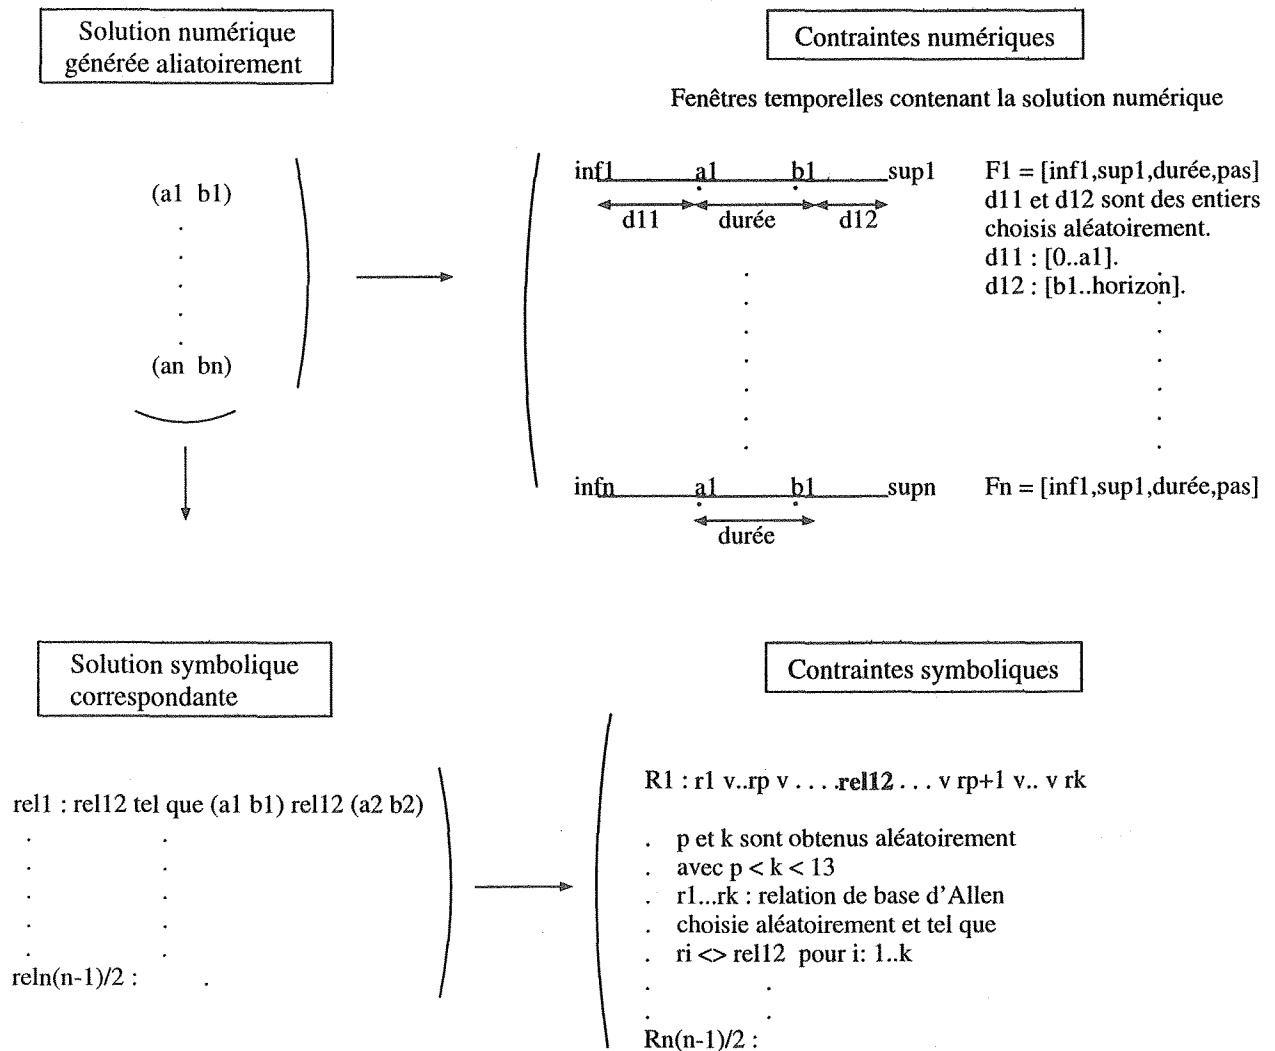 Solution numérique
générée aliatoirement
(a1 b1)
.
.
.
.
.
(an bn)
Contraintes numériques
Fenêtres temporelles contenant la solution numérique
inf1 a1 b1 sup1
d11 durée d12
F1 = [inf1,sup1,durée,pas]
d11 et d12 sont des entiers
choisis aléatoirement.
d11 : [0..a1].
d12 : [b1..horizon].
infn a1 b1 supn
durée
Fn = [inf1,sup1,durée,pas]
Solution symbolique
correspondante
rel1 : rel12 tel que (a1 b1) rel12 (a2 b2)
. .
. .
. .
. .
. .
reln(n-1)/2 : .
Contraintes symboliques
R1 : r1 v..rp v . . . .rel12 . . . v rp+1 v.. v rk
. p et k sont obtenus aléatoirement
. avec p < k < 13
. r1...rk : relation de base d'Allen
. choisie aléatoirement et tel que
. ri <> rel12 pour i: 1..k
. .
. .
Rn(n-1)/2 :